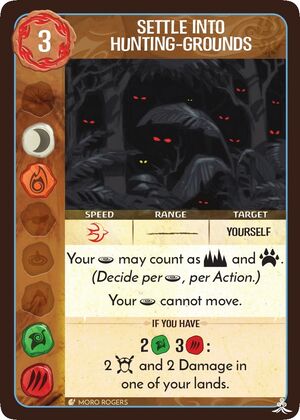 3
SETTLE INTO
HUNTING-GROUNDS
SPEED RANGE TARGET
YOURSELF
Your may count as and .
(Decide per , per Action.)
Your cannot move.
IF YOU HAVE
2 3 :
2 and 2 Damage in
one of your lands.
MORO ROGERS